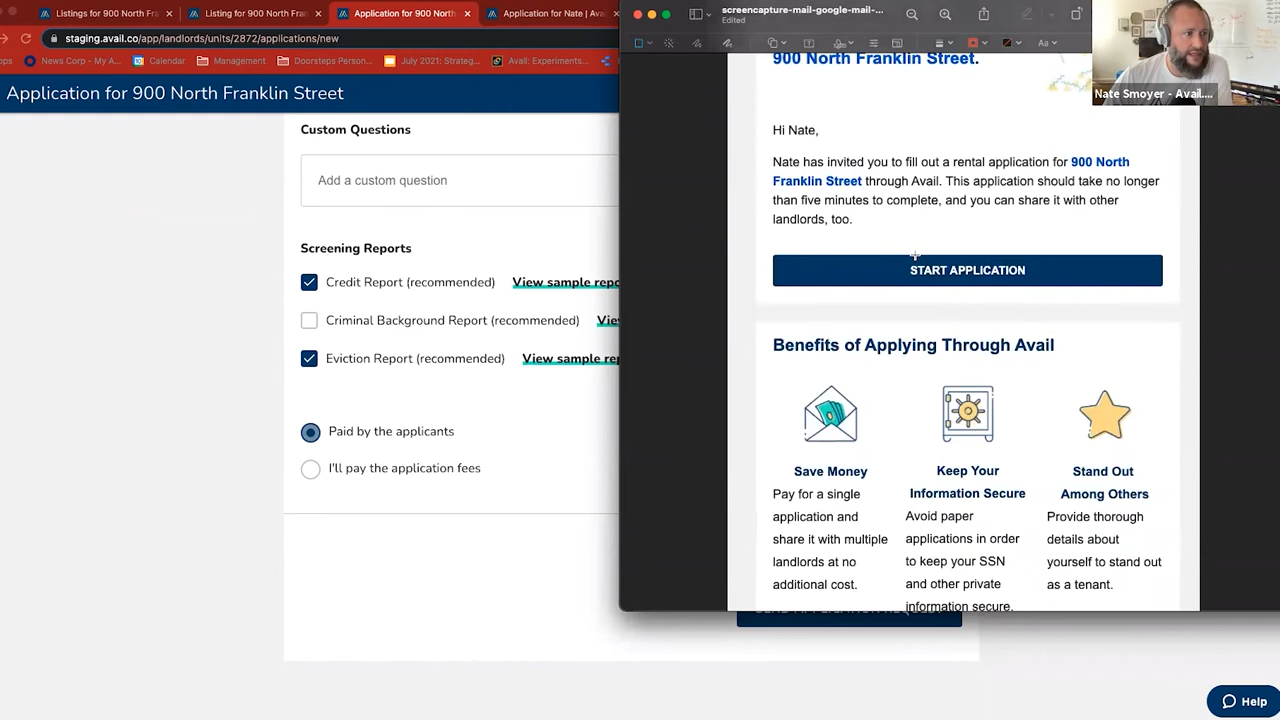 Listings for 900 North Fran
Listing for 900 North Fran
Application for 900 North
Application for Nate | Avail
staging.avail.co/app/landlords/units/2872/applications/new
News Corp - My A...
Calendar
Management
Doorsteps Person...
July 2021: Strateg...
Avail: Experiments...
Application for 900 North Franklin Street
Custom Questions
Add a custom question
Screening Reports
Credit Report (recommended)
View sample repo
Criminal Background Report (recommended)
Eviction Report (recommended)
View sample rep
Paid by the applicants
I'll pay the application fees
screencapture-mail-google-mail-...
Edited
Aa
900 North Franklin Street.
Hi Nate,
Nate has invited you to fill out a rental application for 900 North
Franklin Street through Avail. This application should take no longer
than five minutes to complete, and you can share it with other
landlords, too.
START APPLICATION
Benefits of Applying Through Avail
Save Money
Pay for a single
application and
share it with multiple
landlords at no
additional cost.
Keep Your
Information Secure
Avoid paper
applications in order
to keep your SSN
and other private
information secure.
Stand Out
Among Others
Provide thorough
details about
yourself to stand out
as a tenant.
Nate Smoyer - Avail....
Help